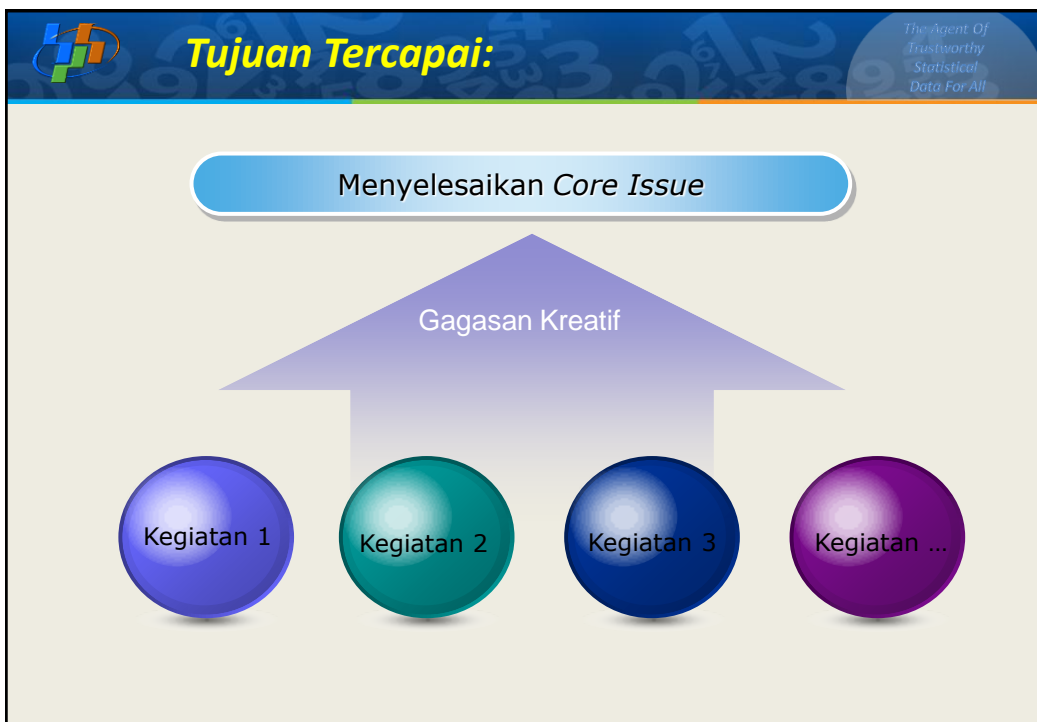 Tujuan Tercapai:
The Agent Of
Trustworthy
Statistical
Data For All
Menyelesaikan Core Issue
Gagasan Kreatif
Kegiatan 1
Kegiatan 2
Kegiatan 3
Kegiatan ...